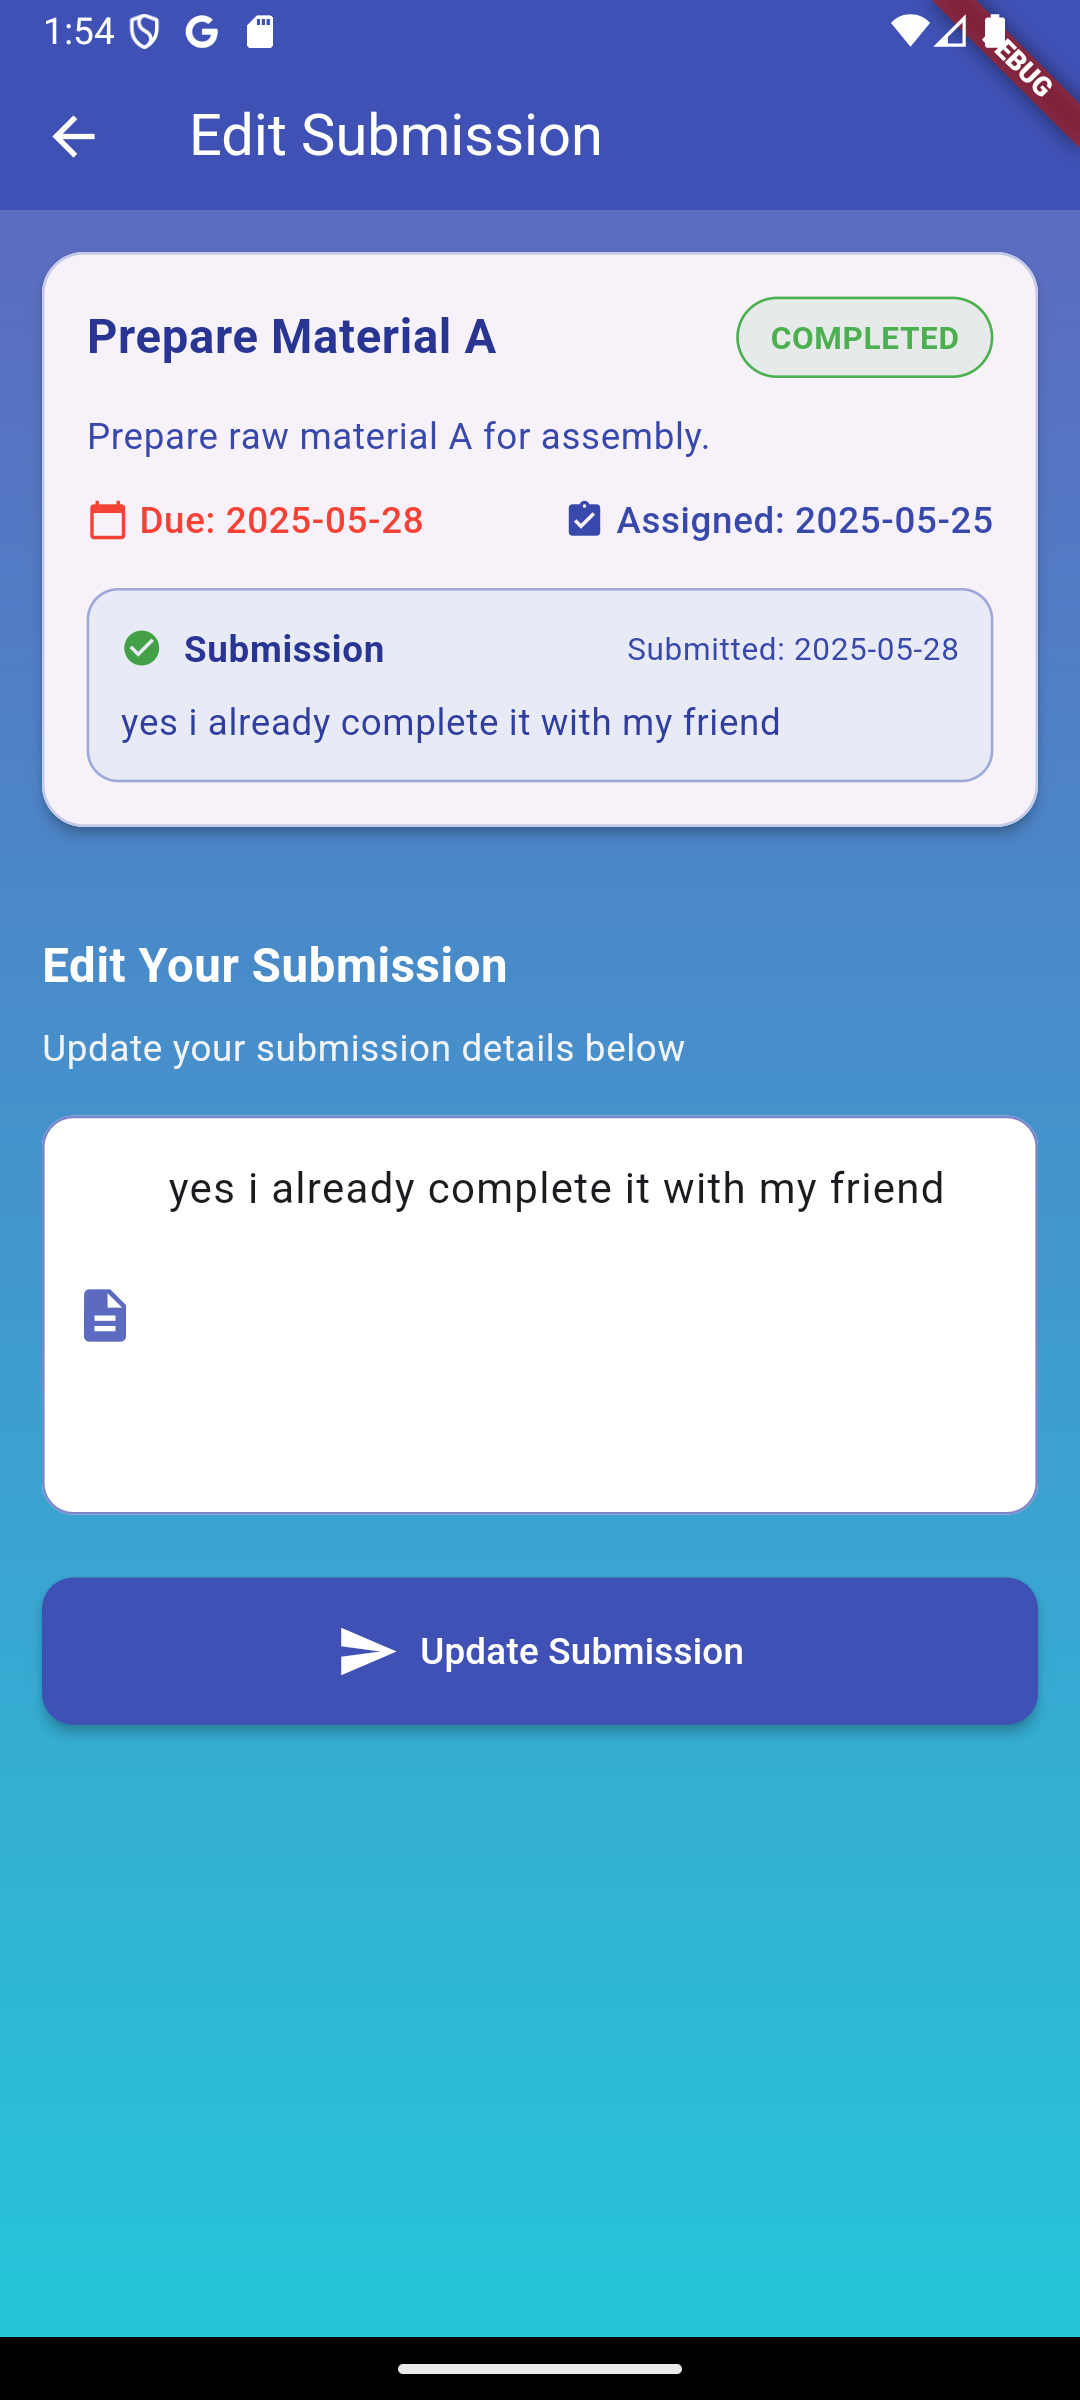 1:54
EBUG
Edit Submission
Prepare Material A
COMPLETED
Prepare raw material A for assembly.
Due: 2025-05-28
Assigned: 2025-05-25
Submission
Submitted: 2025-05-28
yes i already complete it with my friend
Edit Your Submission
Update your submission details below
yes i already complete it with my friend
Update Submission